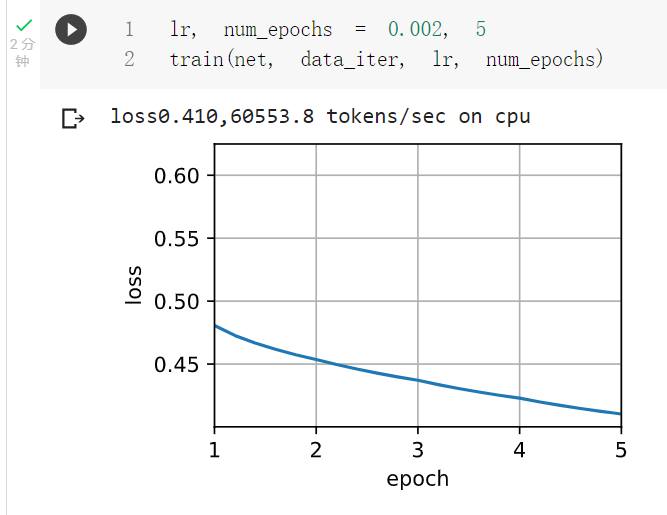 1 lr, num_epochs = 0.002, 5
2分
钟
2 train(net, data_iter, lr, num_epochs)
loss0.410,60553.8 tokens/sec on cpu
0.60
0.55
0.50
0.45
loss
1 2 3 4 5
epoch